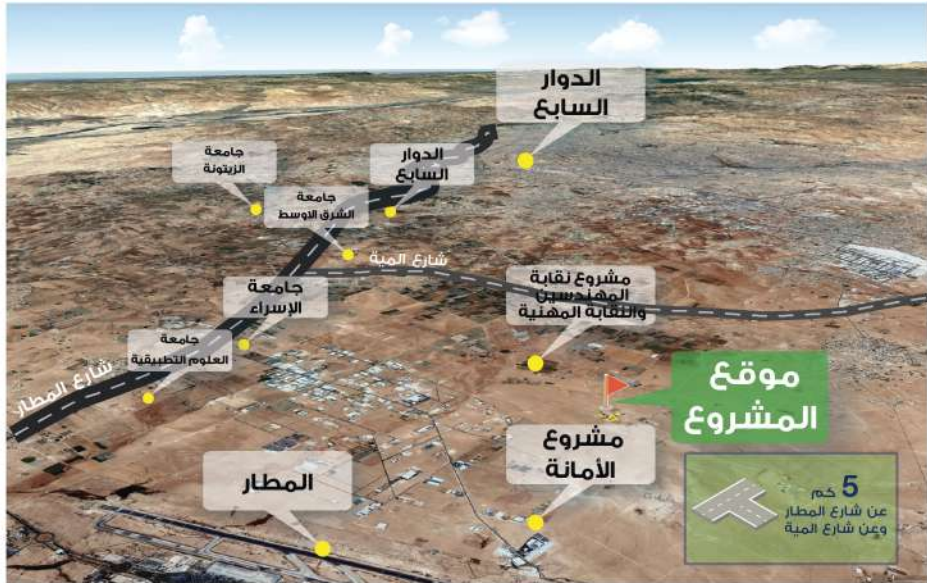 الدوار
السابع
جامعة
الزيتونة
الدوار
السابع
جامعة
الشرق الاوسط
شارع المية
مشروع نقابة
المهندسين
والنقابة المهنية
جامعة
الإسراء
جامعة
العلوم التطبيقية
شارع المطار
موقع
المشروع
مشروع
الأمانة
المطار
5 كم
عن شارع المطار
وعن شارع المية